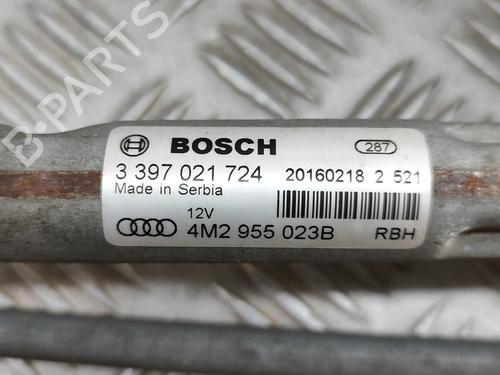 B-PARTS
BOSCH 287
3 397 021 724 20160218 2 521
Made in Serbia
12V
4M2 955 023B RBH